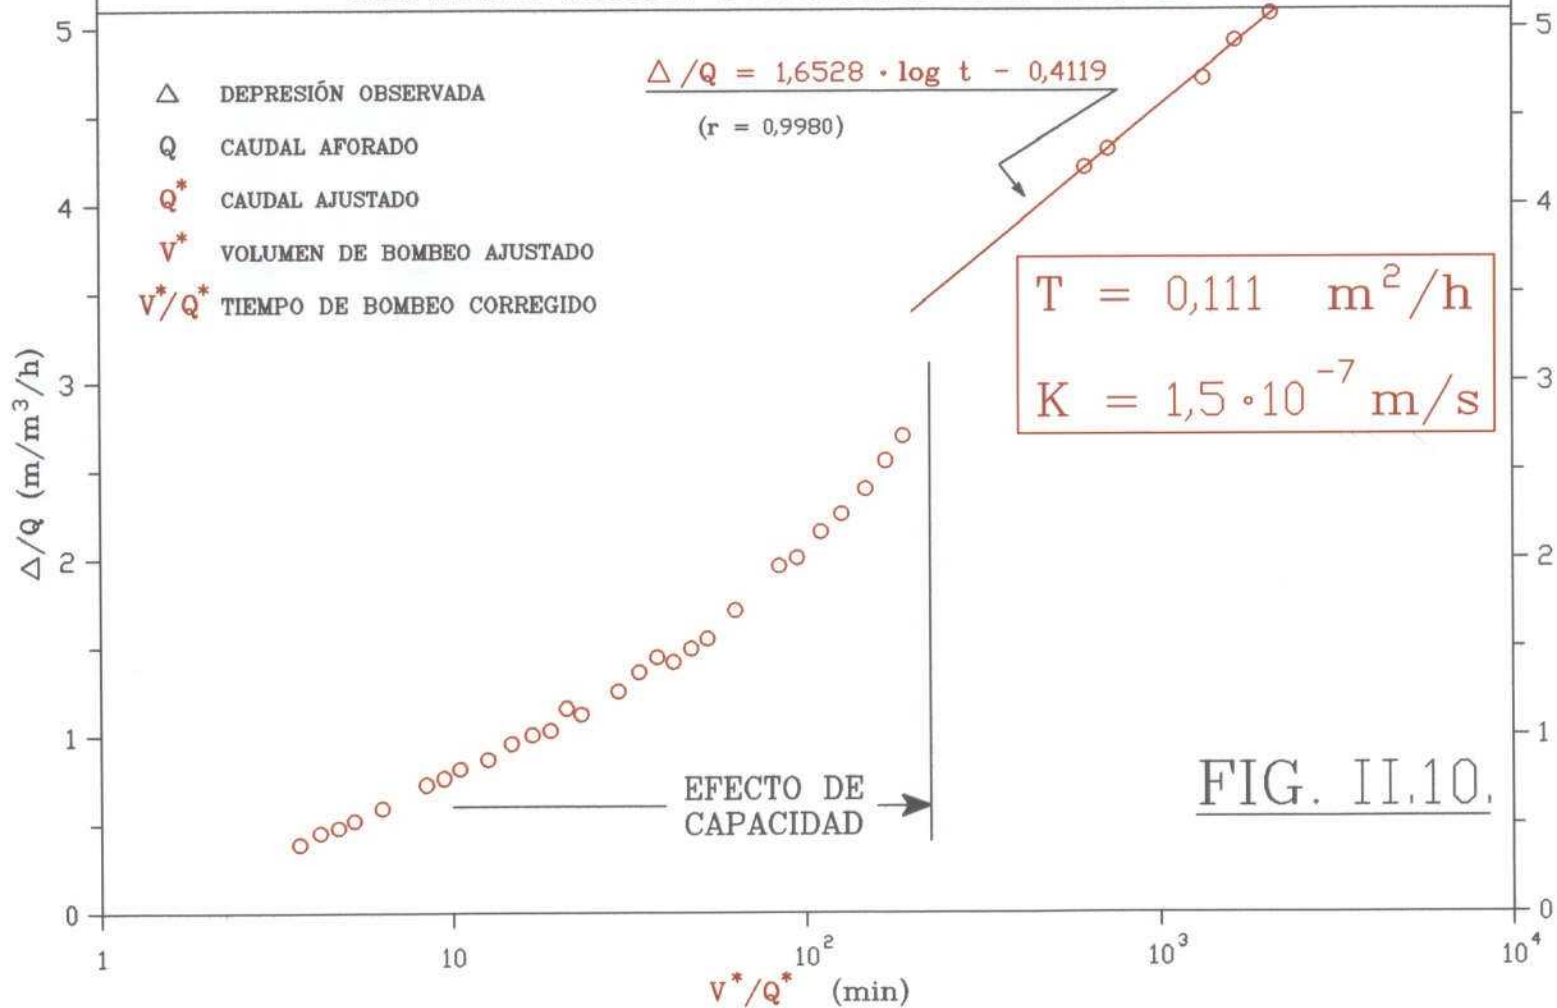 Δ DEPRESIÓN OBSERVADA
Q CAUDAL AFORADO
Q* CAUDAL AJUSTADO
V* VOLUMEN DE BOMBEO AJUSTADO
V*/Q* TIEMPO DE BOMBEO CORREGIDO
Δ/Q = 1,6528 · log t - 0,4119
(r = 0,9980)
T = 0,111 m²/h
K = 1,5·10⁻⁷ m/s
EFECTO DE
CAPACIDAD
FIG. II.10.
Δ/Q (m/m³/h)
5
4
3
2
1
0
5
4
3
2
1
0
1 10 10² 10³ 10⁴
V*/Q* (min)